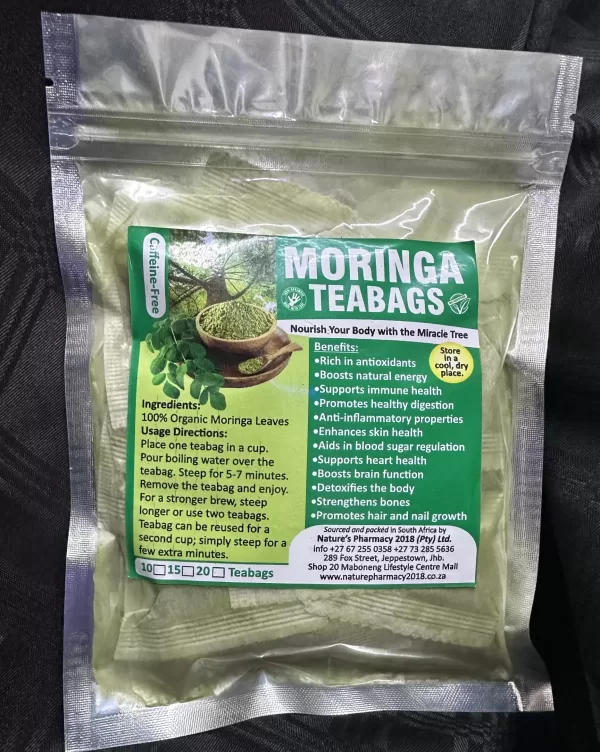 Caffeine-Free
MORINGA
TEABAGS
Nourish Your Body with the Miracle Tree
Benefits:
•Rich in antioxidants
•Boosts natural energy
•Supports immune health
•Promotes healthy digestion
•Anti-inflammatory properties
•Enhances skin health
•Aids in blood sugar regulation
•Supports heart health
•Boosts brain function
•Detoxifies the body
•Strengthens bones
•Promotes hair and nail growth
Store
in a
cool, dry
place.
Ingredients:
100% Organic Moringa Leaves
Usage Directions:
Place one teabag in a cup.
Pour boiling water over the
teabag. Steep for 5-7 minutes.
Remove the teabag and enjoy.
For a stronger brew, steep
longer or use two teabags.
Teabag can be reused for a
second cup; simply steep for a
few extra minutes.
10 15 20 Teabags
Sourced and packed in South Africa by
Nature's Pharmacy 2018 (Pty) Ltd.
info +27 67 255 0358 +27 73 285 5636
289 Fox Street, Jeppestown, Jhb.
Shop 20 Maboneng Lifestyle Centre Mall
www.naturepharmacy2018.co.za